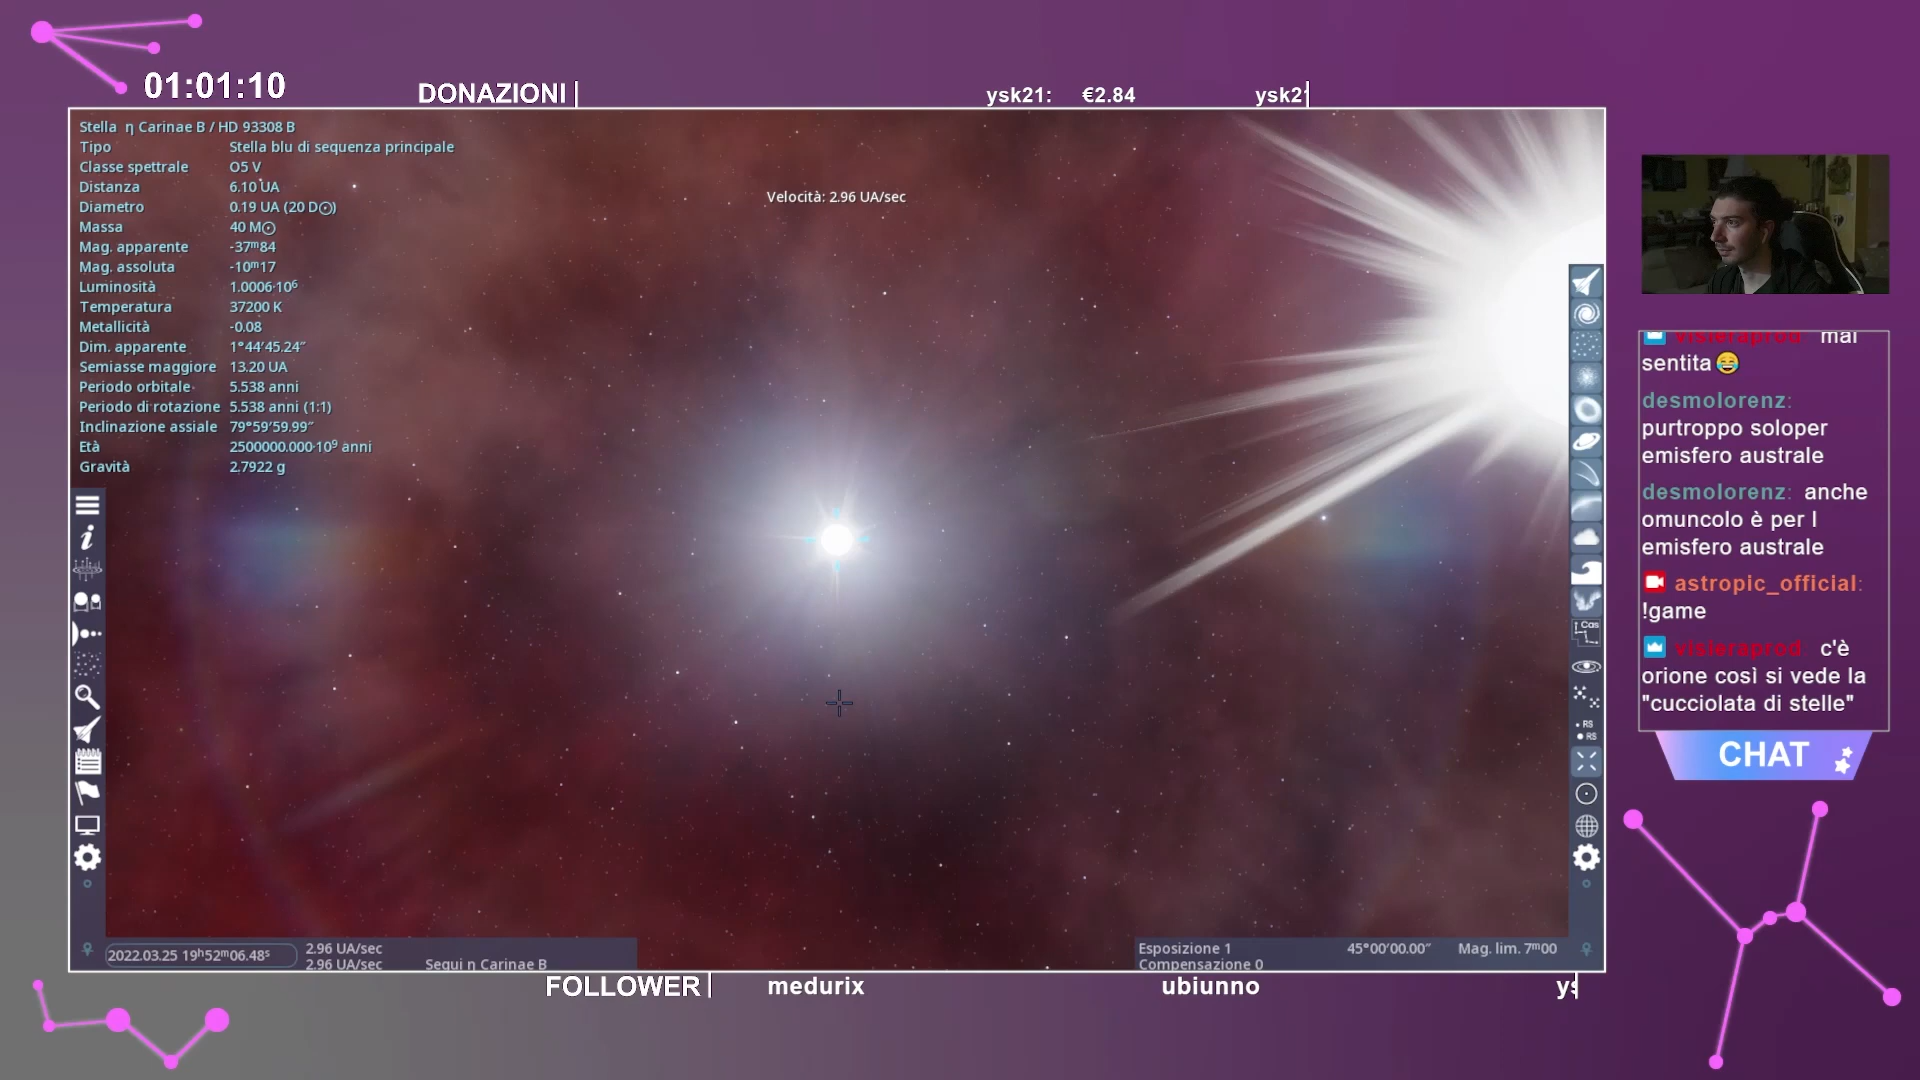 01:01:10
DONAZIONI
ysk21: €2.84
Stella η Carinae B / HD 93308 B
Tipo Stella blu di sequenza principale
Classe spettrale O5 V
Distanza 6.10 UA
Diametro 0.19 UA (20 D☉)
Massa 40 M☉
Mag. apparente -37ᵐ84
Mag. assoluta -10ᵐ17
Luminosità 1.0006·10⁶
Temperatura 37200 K
Metallicità -0.08
Dim. apparente 1°44′45.24″
Semiasse maggiore 13.20 UA
Periodo orbitale 5.538 anni
Periodo di rotazione 5.538 anni (1:1)
Inclinazione assiale 79°59′59.99″
Età 2500000.000·10⁹ anni
Gravità 2.7922 g
Velocità: 2.96 UA/sec
Cas
RS
RS
2022.03.25 19ʰ52ᵐ06.48ˢ
2.96 UA/sec
2.96 UA/sec
Segui η Carinae B
Esposizione 1
Compensazione 0
45°00′00.00″
Mag. lim. 7ᵐ00
visieraprod: mai
sentita😂
desmolorenz:
purtroppo soloper
emisfero australe
desmolorenz: anche
omuncolo è per l
emisfero australe
astropic_official:
!game
visieraprod: c'è
orione così si vede la
"cucciolata di stelle"
CHAT
FOLLOWER
medurix
ubiunno